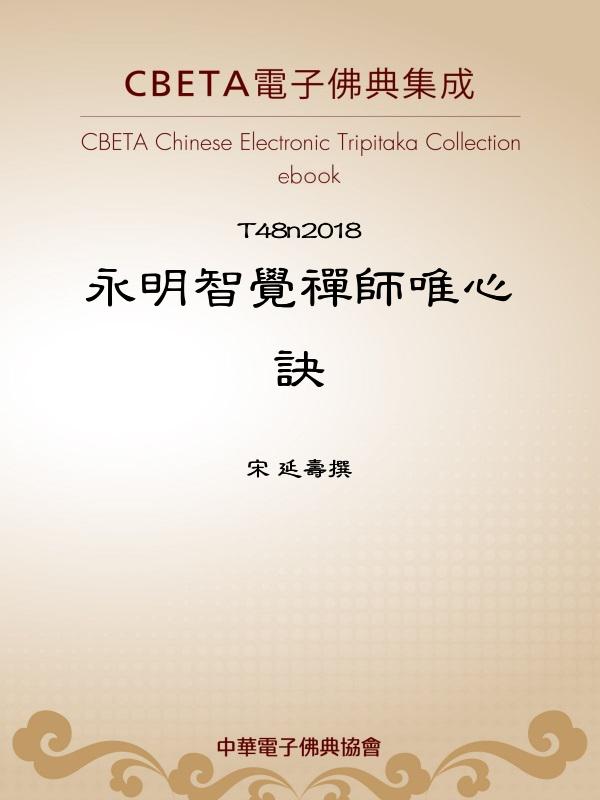 CBETA電子佛典集成
CBETA Chinese Electronic Tripitaka Collection
ebook
T48n2018
永明智覺禪師唯心
訣
宋 延壽撰
中華電子佛典協會